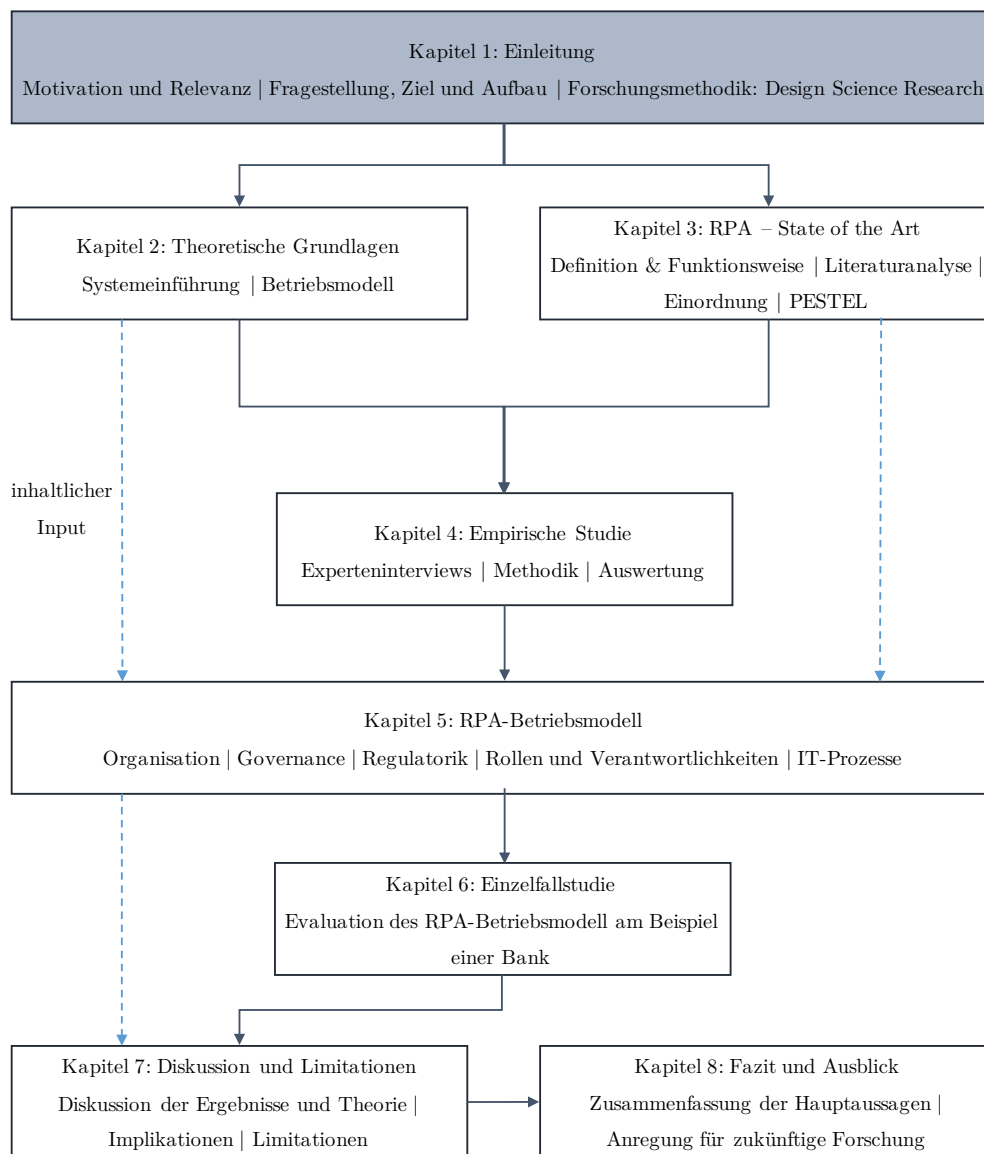 Kapitel 1: Einleitung
Motivation und Relevanz | Fragestellung, Ziel und Aufbau | Forschungsmethodik: Design Science Research
Kapitel 2: Theoretische Grundlagen
Systemeinführung | Betriebsmodell
Kapitel 3: RPA – State of the Art
Definition & Funktionsweise | Literaturanalyse |
Einordnung | PESTEL
inhaltlicher
Input
Kapitel 4: Empirische Studie
Experteninterviews | Methodik | Auswertung
Kapitel 5: RPA-Betriebsmodell
Organisation | Governance | Regulatorik | Rollen und Verantwortlichkeiten | IT-Prozesse
Kapitel 6: Einzelfallstudie
Evaluation des RPA-Betriebsmodell am Beispiel
einer Bank
Kapitel 7: Diskussion und Limitationen
Diskussion der Ergebnisse und Theorie |
Implikationen | Limitationen
Kapitel 8: Fazit und Ausblick
Zusammenfassung der Hauptaussagen |
Anregung für zukünftige Forschung